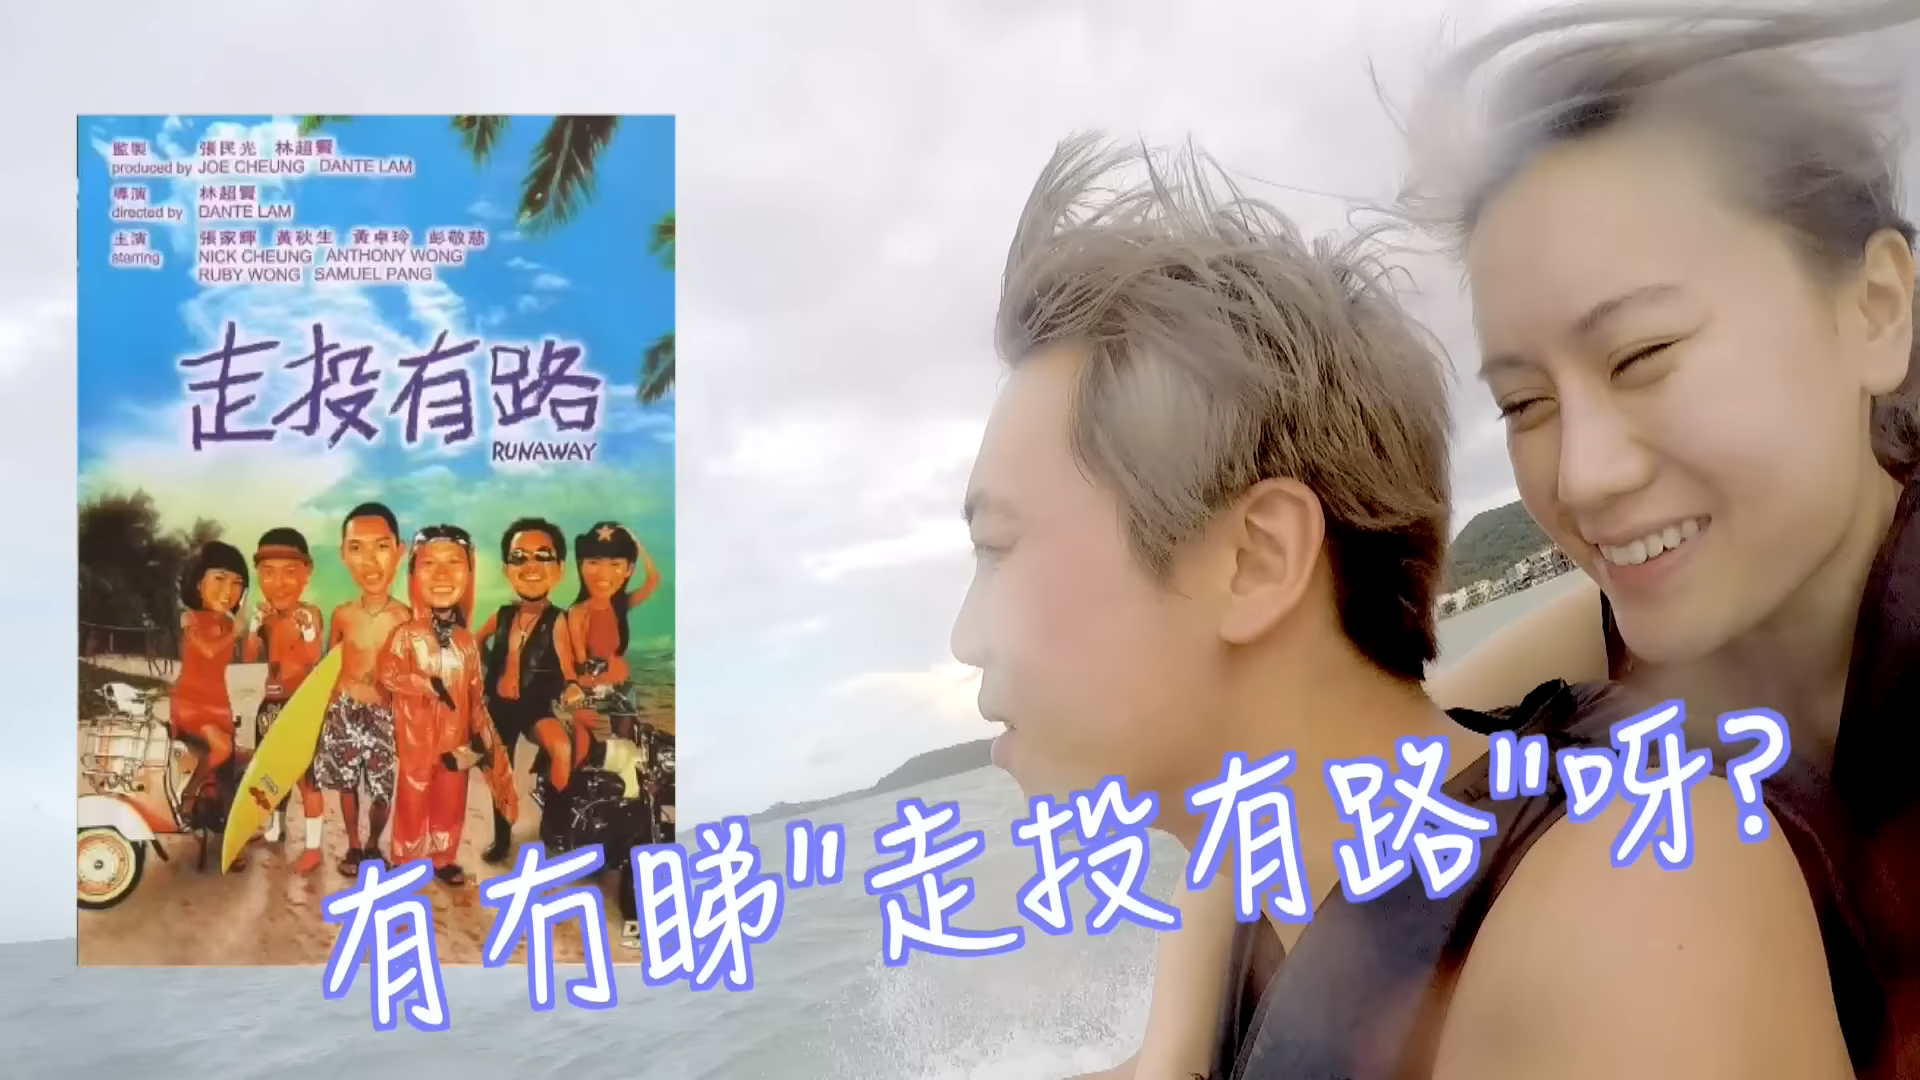 監製 張民光 林超賢
produced by JOE CHEUNG DANTE LAM
導演 林超賢
directed by DANTE LAM
主演 張家輝 黃秋生 黃卓玲 彭敬慈
starring NICK CHEUNG ANTHONY WONG
RUBY WONG SAMUEL PANG
走投有路
RUNAWAY
有冇睇"走投有路"呀?